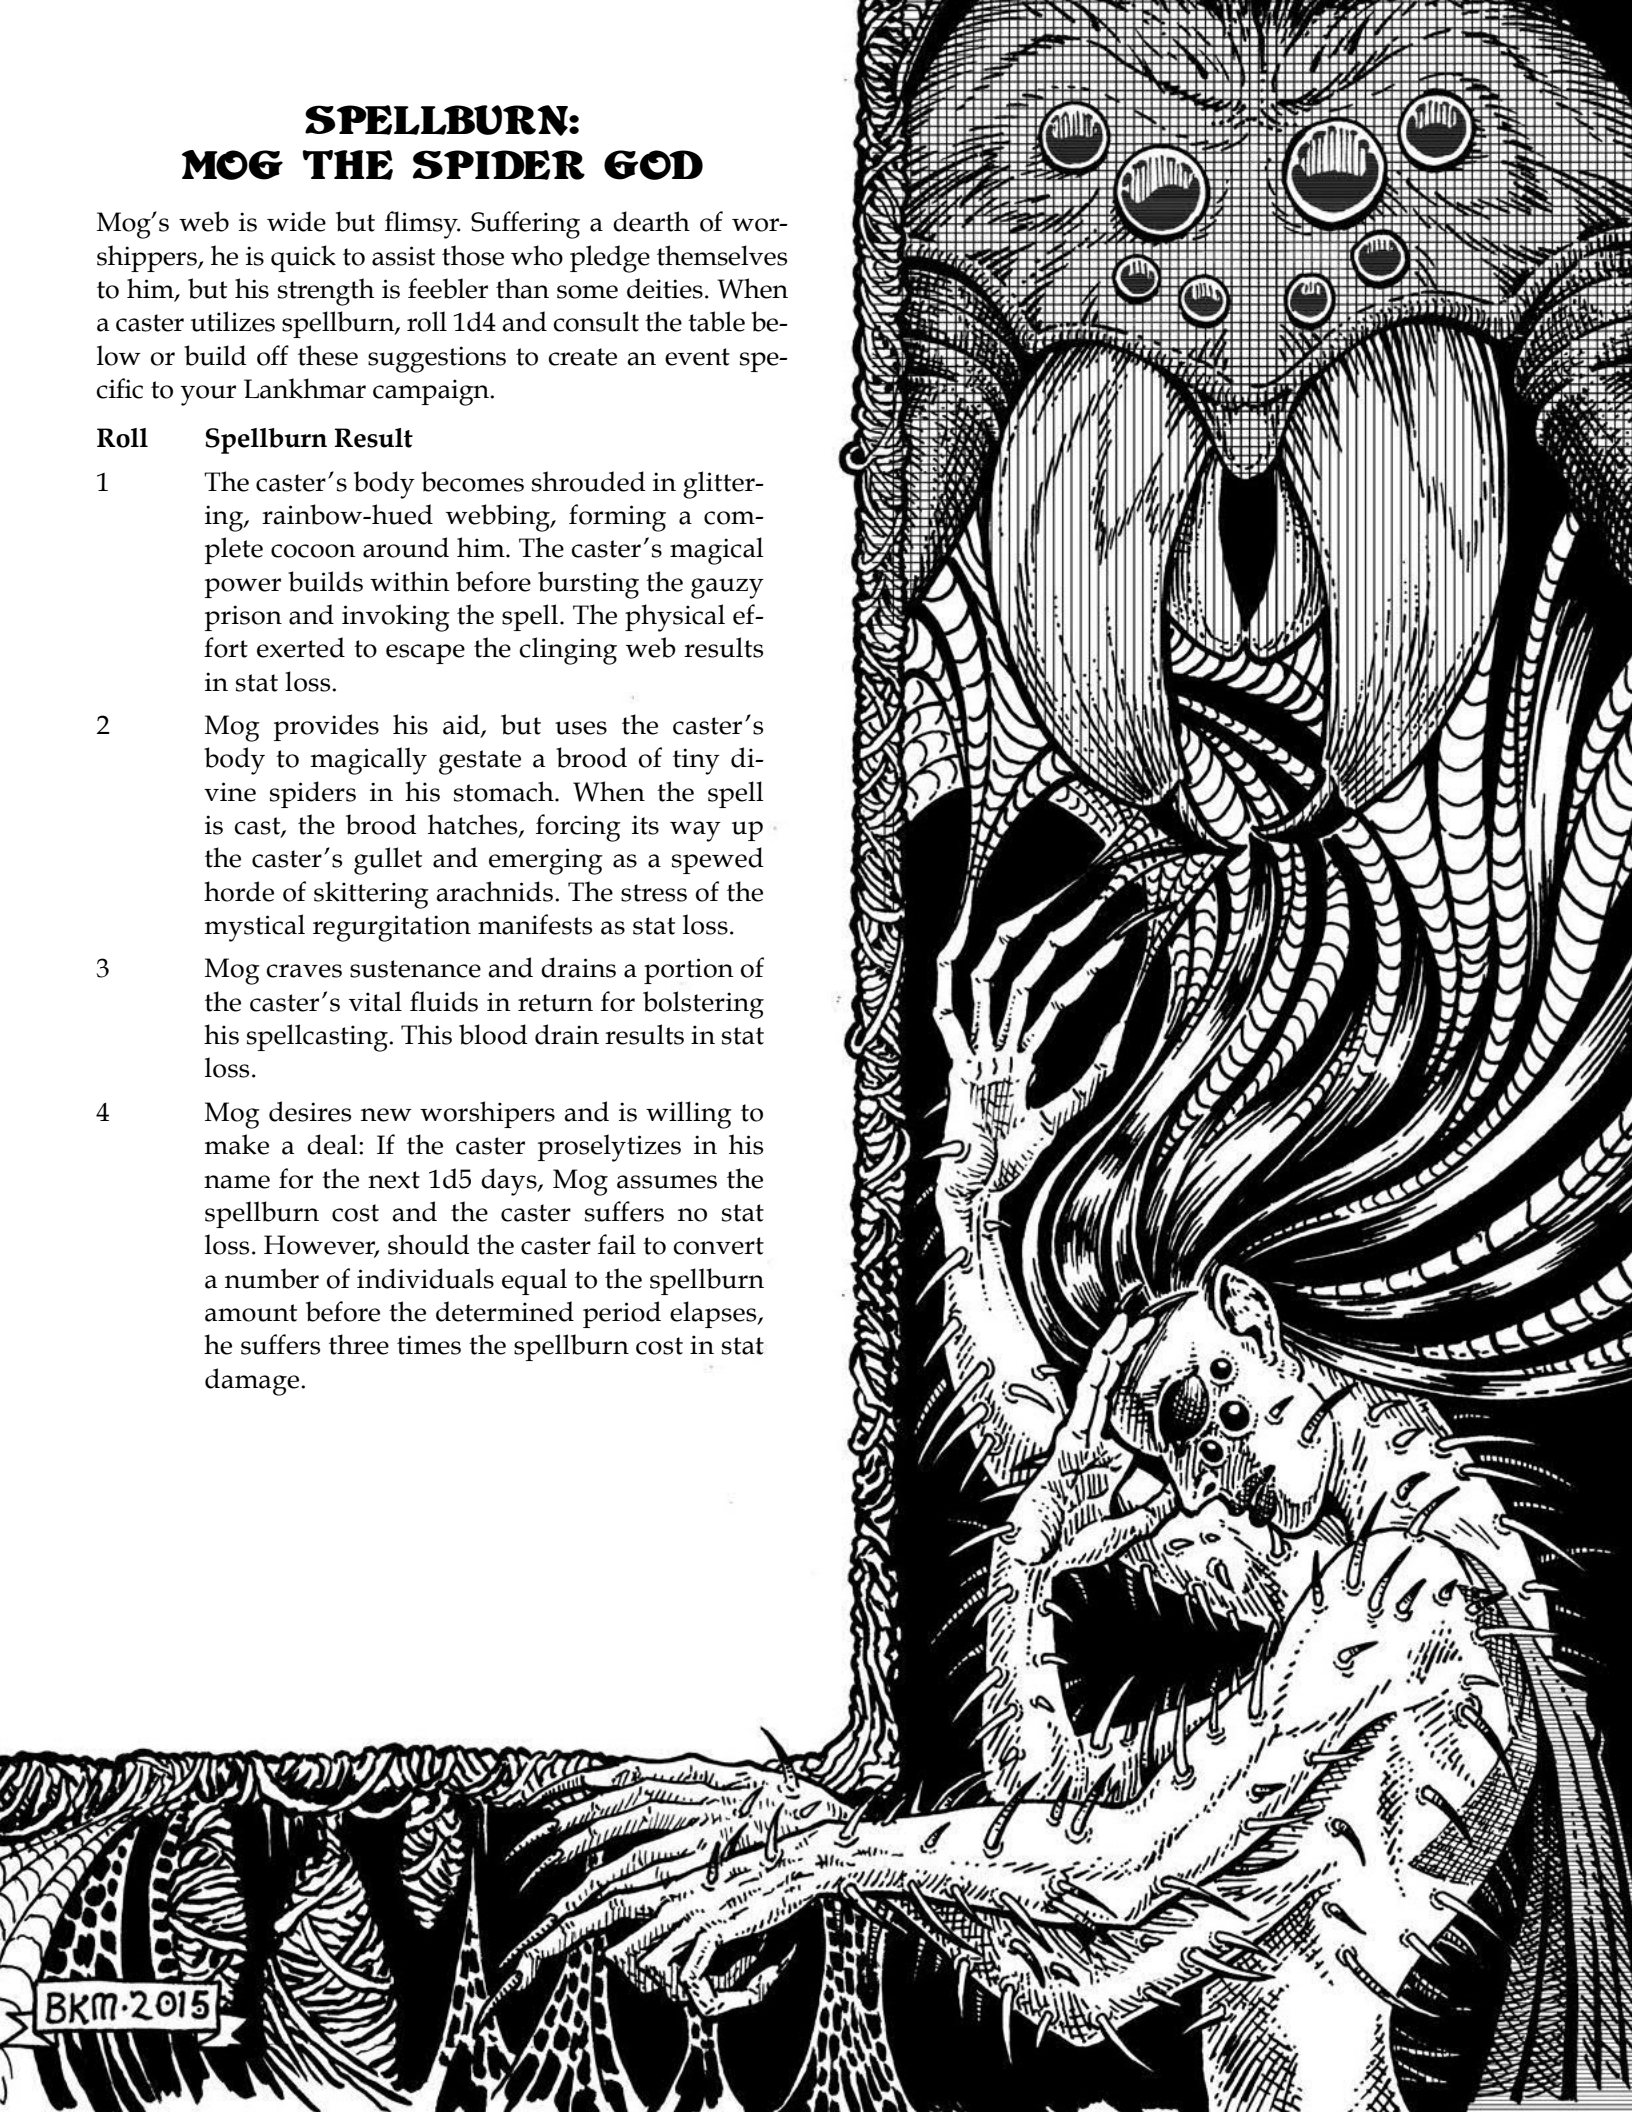 SPELLBURN:
MOG THE SPIDER GOD
Mog’s web is wide but flimsy. Suffering a dearth of wor-
shippers, he is quick to assist those who pledge themselves
to him, but his strength is feebler than some deities. When
a caster utilizes spellburn, roll 1d4 and consult the table be-
low or build off these suggestions to create an event spe-
cific to your Lankhmar campaign.
Roll Spellburn Result
1 The caster’s body becomes shrouded in glitter-
ing, rainbow-hued webbing, forming a com-
plete cocoon around him. The caster’s magical
power builds within before bursting the gauzy
prison and invoking the spell. The physical ef-
fort exerted to escape the clinging web results
in stat loss.
2 Mog provides his aid, but uses the caster’s
body to magically gestate a brood of tiny di-
vine spiders in his stomach. When the spell
is cast, the brood hatches, forcing its way up
the caster’s gullet and emerging as a spewed
horde of skittering arachnids. The stress of the
mystical regurgitation manifests as stat loss.
3 Mog craves sustenance and drains a portion of
the caster’s vital fluids in return for bolstering
his spellcasting. This blood drain results in stat
loss.
4 Mog desires new worshipers and is willing to
make a deal: If the caster proselytizes in his
name for the next 1d5 days, Mog assumes the
spellburn cost and the caster suffers no stat
loss. However, should the caster fail to convert
a number of individuals equal to the spellburn
amount before the determined period elapses,
he suffers three times the spellburn cost in stat
damage.
BKM·2015